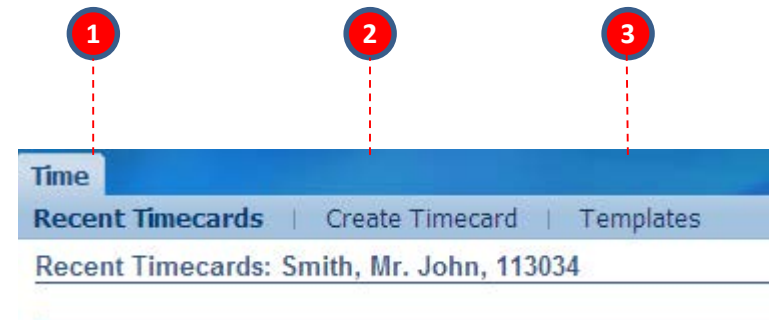 1 2 3
Time
Recent Timecards | Create Timecard | Templates
Recent Timecards: Smith, Mr. John, 113034